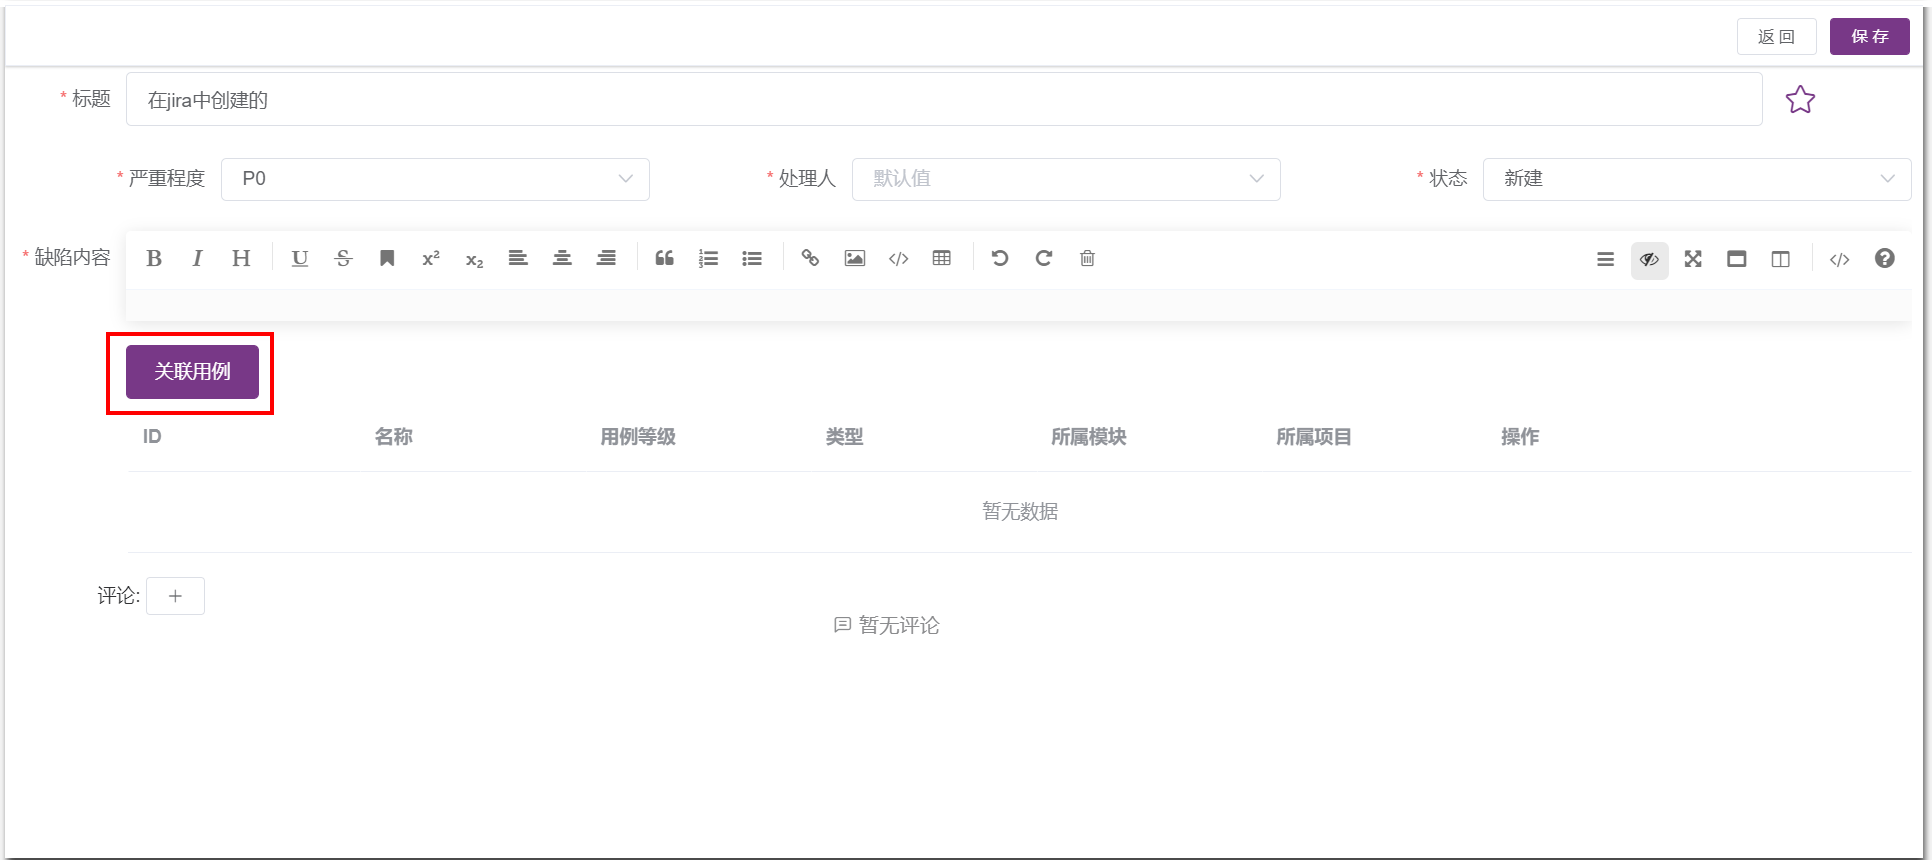 返 回 保 存
* 标题 在jira中创建的
* 严重程度 P0 * 处理人 默认值 * 状态 新建
* 缺陷内容
关联用例
ID 名称 用例等级 类型 所属模块 所属项目 操作
暂无数据
评论:
暂无评论